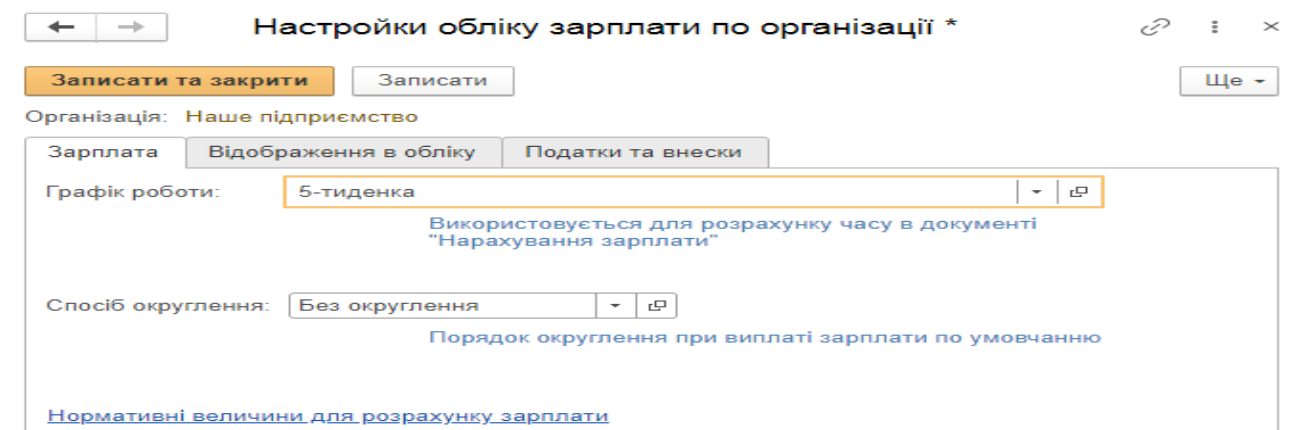 Настройки обліку зарплати по організації *
Записати та закрити Записати Ще
Організація: Наше підприємство
Зарплата Відображення в обліку Податки та внески
Графік роботи: 5-тиденка
Використовується для розрахунку часу в документі
"Нарахування зарплати"
Спосіб округлення: Без округлення
Порядок округлення при виплаті зарплати по умовчанню
Нормативні величини для розрахунку зарплати